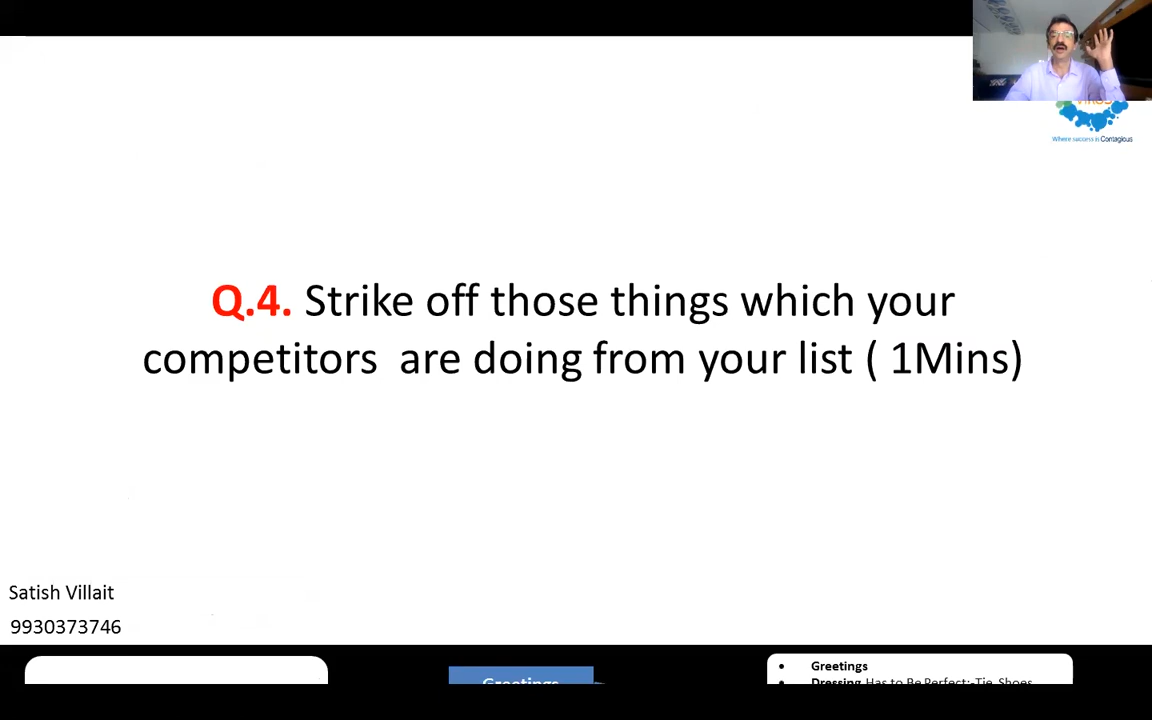 Where success is Contagious
Q.4. Strike off those things which your
competitors are doing from your list ( 1Mins)
Satish Villait
9930373746
Greetings
• Greetings
• Dressing Has to Be Perfect:-Tie, Shoes